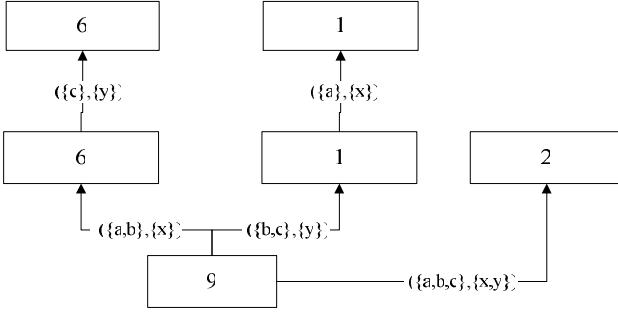 6
1
({c},{y})
({a},{x})
6
1
2
({a,b},{x})
({b,c},{y})
9
({a,b,c},{x,y})